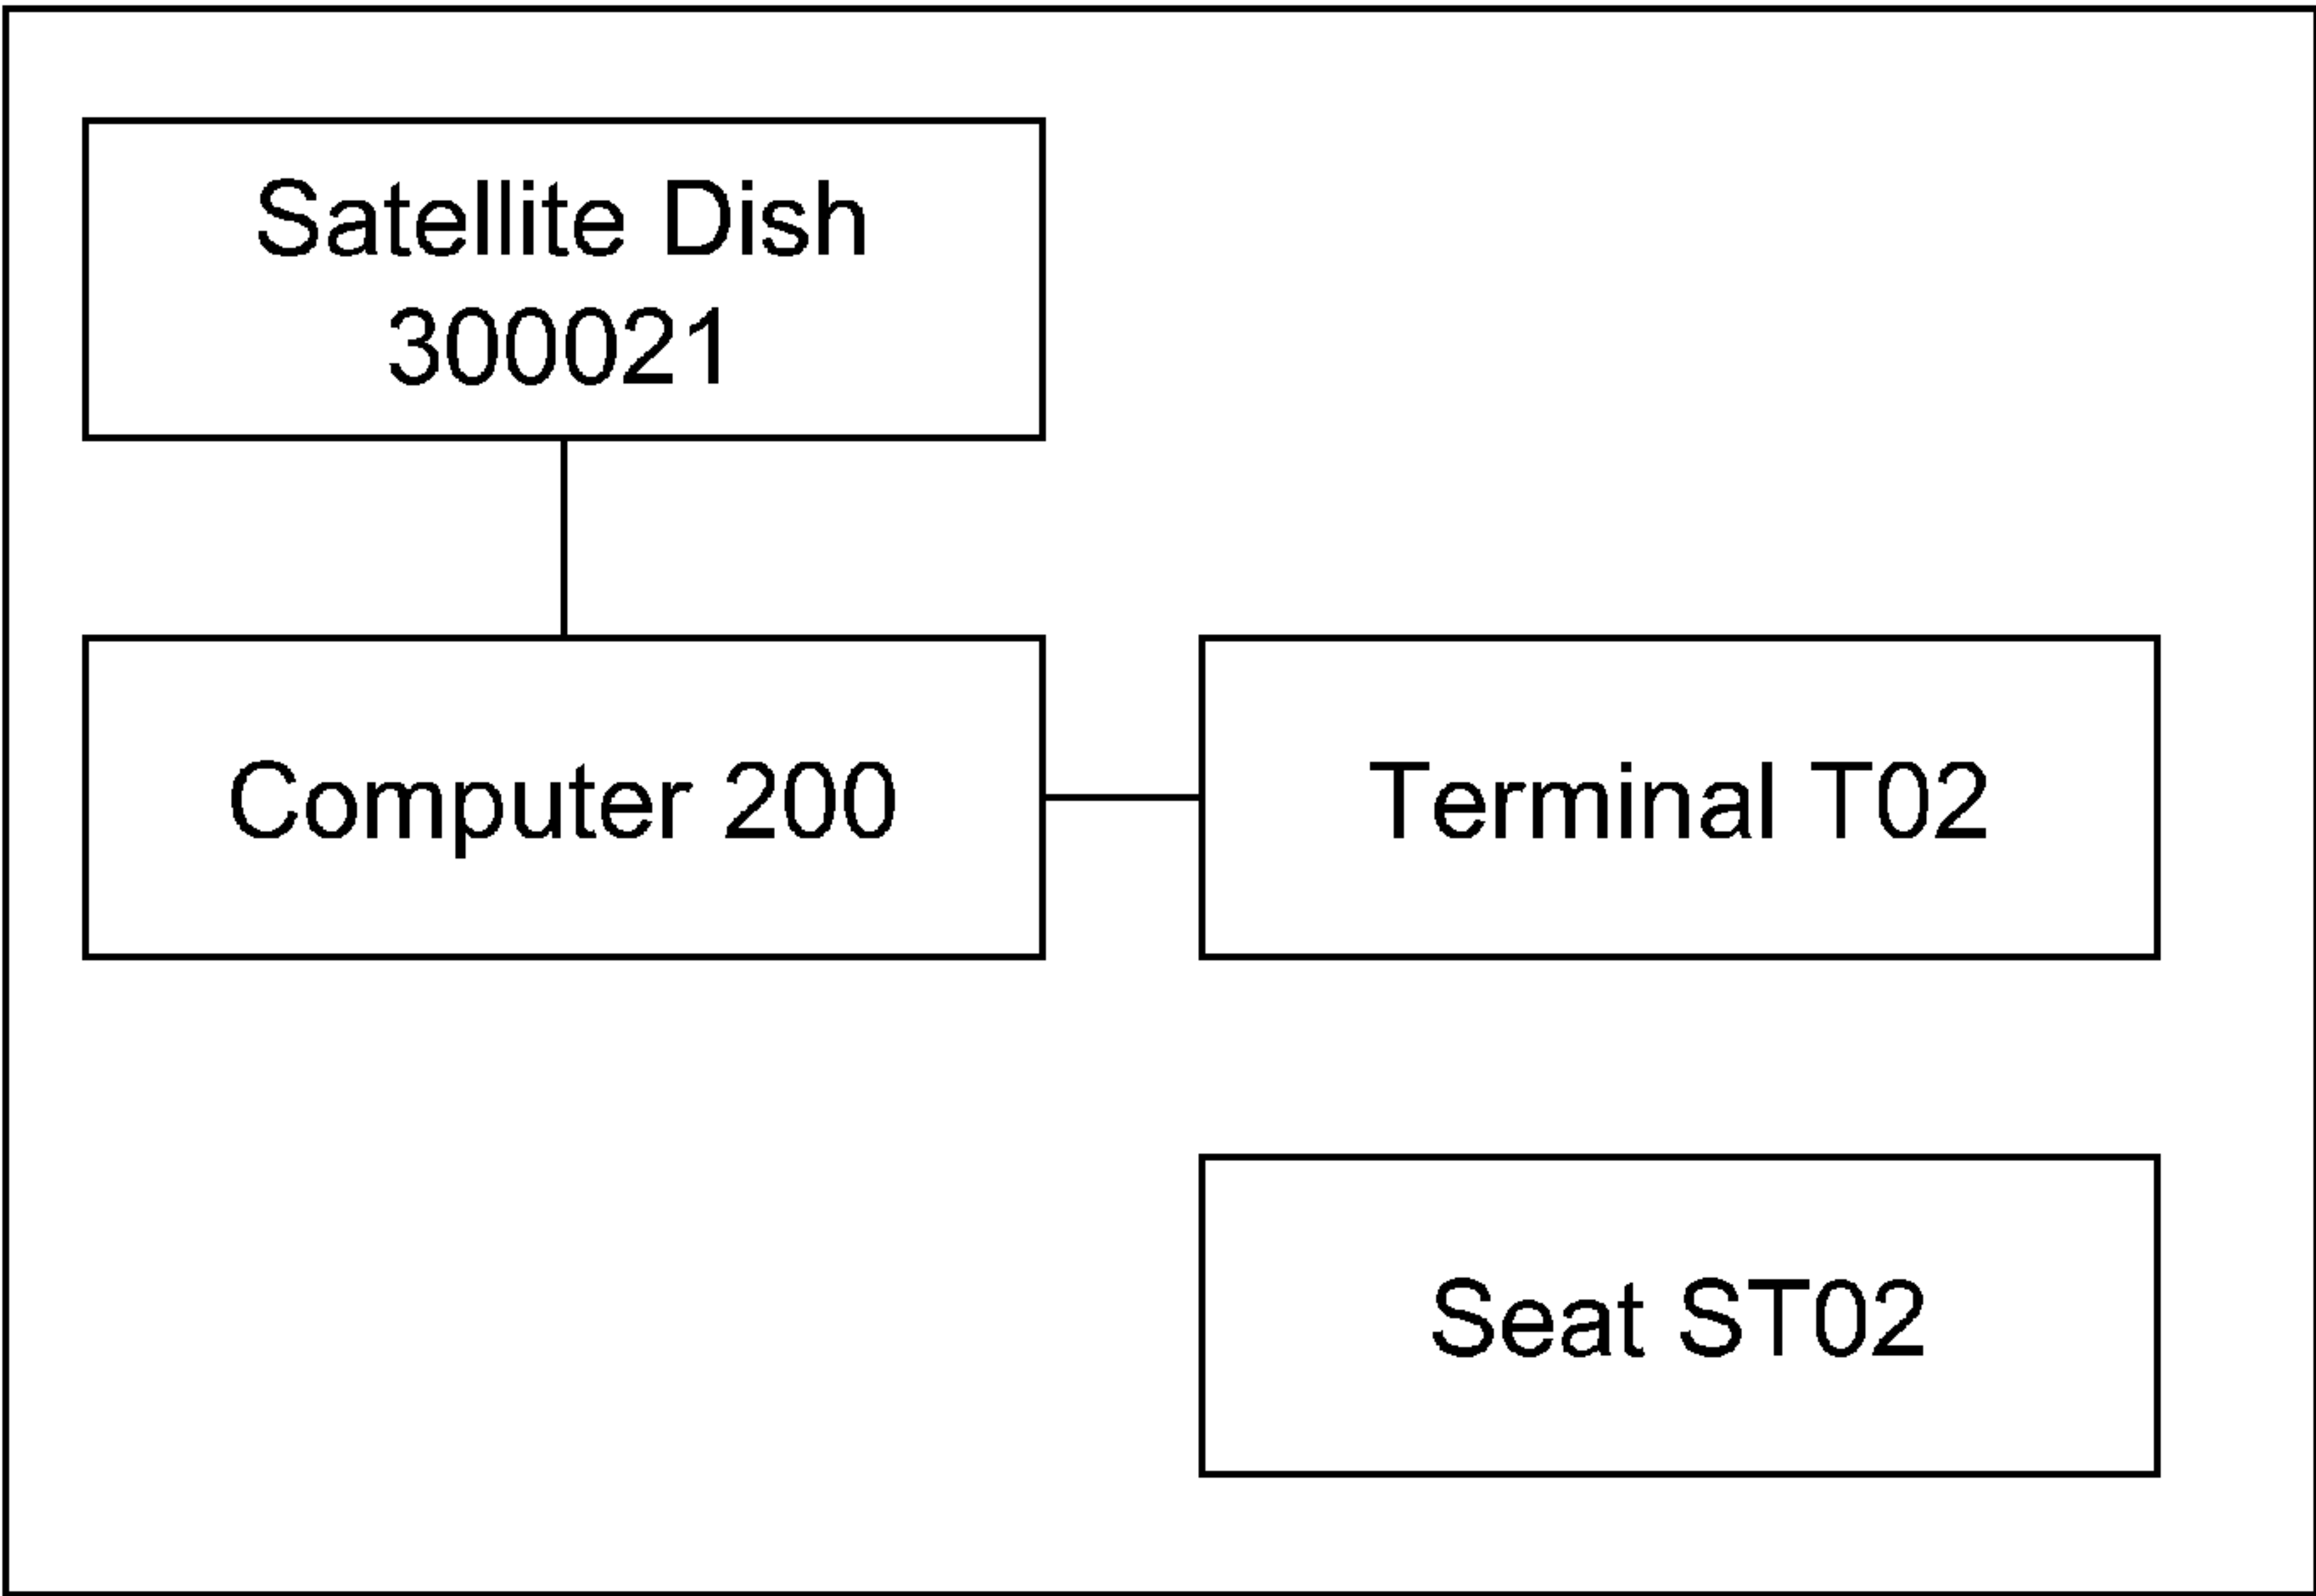 Satellite Dish
300021
Computer 200
Terminal T02
Seat ST02